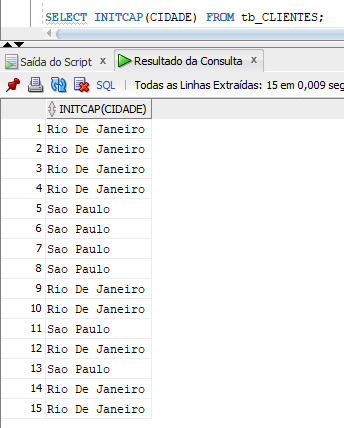 SELECT INITCAP(CIDADE) FROM tb_CLIENTES;
Saída do Script x Resultado da Consulta x
SQL | Todas as Linhas Extraídas: 15 em 0,009 seg
INITCAP(CIDADE)
1 Rio De Janeiro
2 Rio De Janeiro
3 Rio De Janeiro
4 Rio De Janeiro
5 Sao Paulo
6 Sao Paulo
7 Sao Paulo
8 Sao Paulo
9 Rio De Janeiro
10 Rio De Janeiro
11 Sao Paulo
12 Rio De Janeiro
13 Sao Paulo
14 Rio De Janeiro
15 Rio De Janeiro